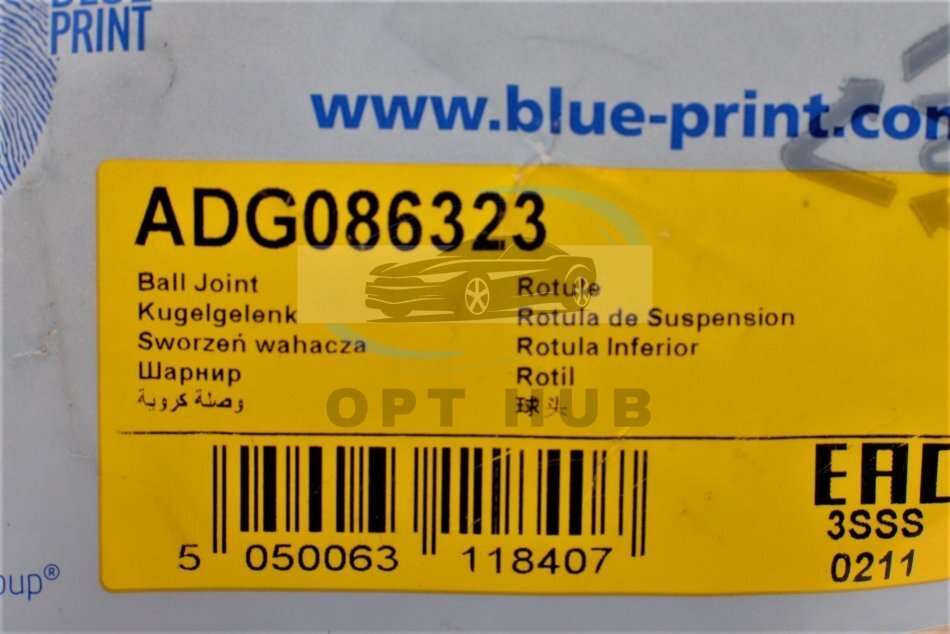 BLUE
PRINT
www.blue-print.com
ADG086323
Ball Joint
Kugelgelenk
Sworzeń wahacza
Шарнир
وصلة كروية
Rotule
Rotula de Suspension
Rotula Inferior
Rotil
球头
OPT HUB
5 050063 118407
EAC
3SSS
0211
oup®